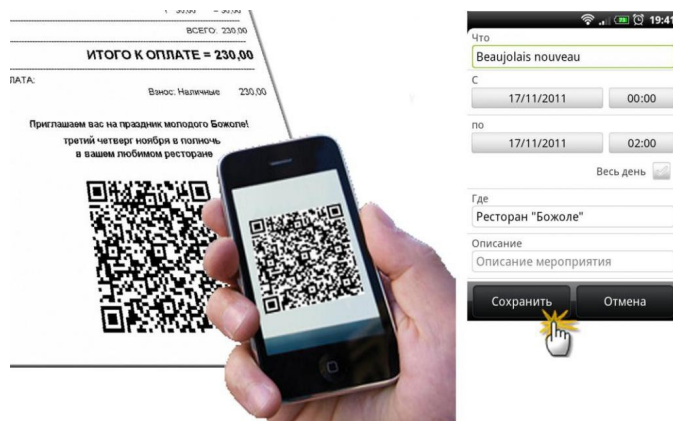 ВСЕГО: 230,00
ИТОГО К ОПЛАТЕ = 230,00
ЛАТА:
Взнос: Наличные 230,00
Приглашаем вас на праздник молодого Божоле!
третий четверг ноября в полночь
в вашем любимом ресторане
19:41
Что
Beaujolais nouveau
С
17/11/2011 00:00
по
17/11/2011 02:00
Весь день
Где
Ресторан "Божоле"
Описание
Описание мероприятия
Сохранить Отмена